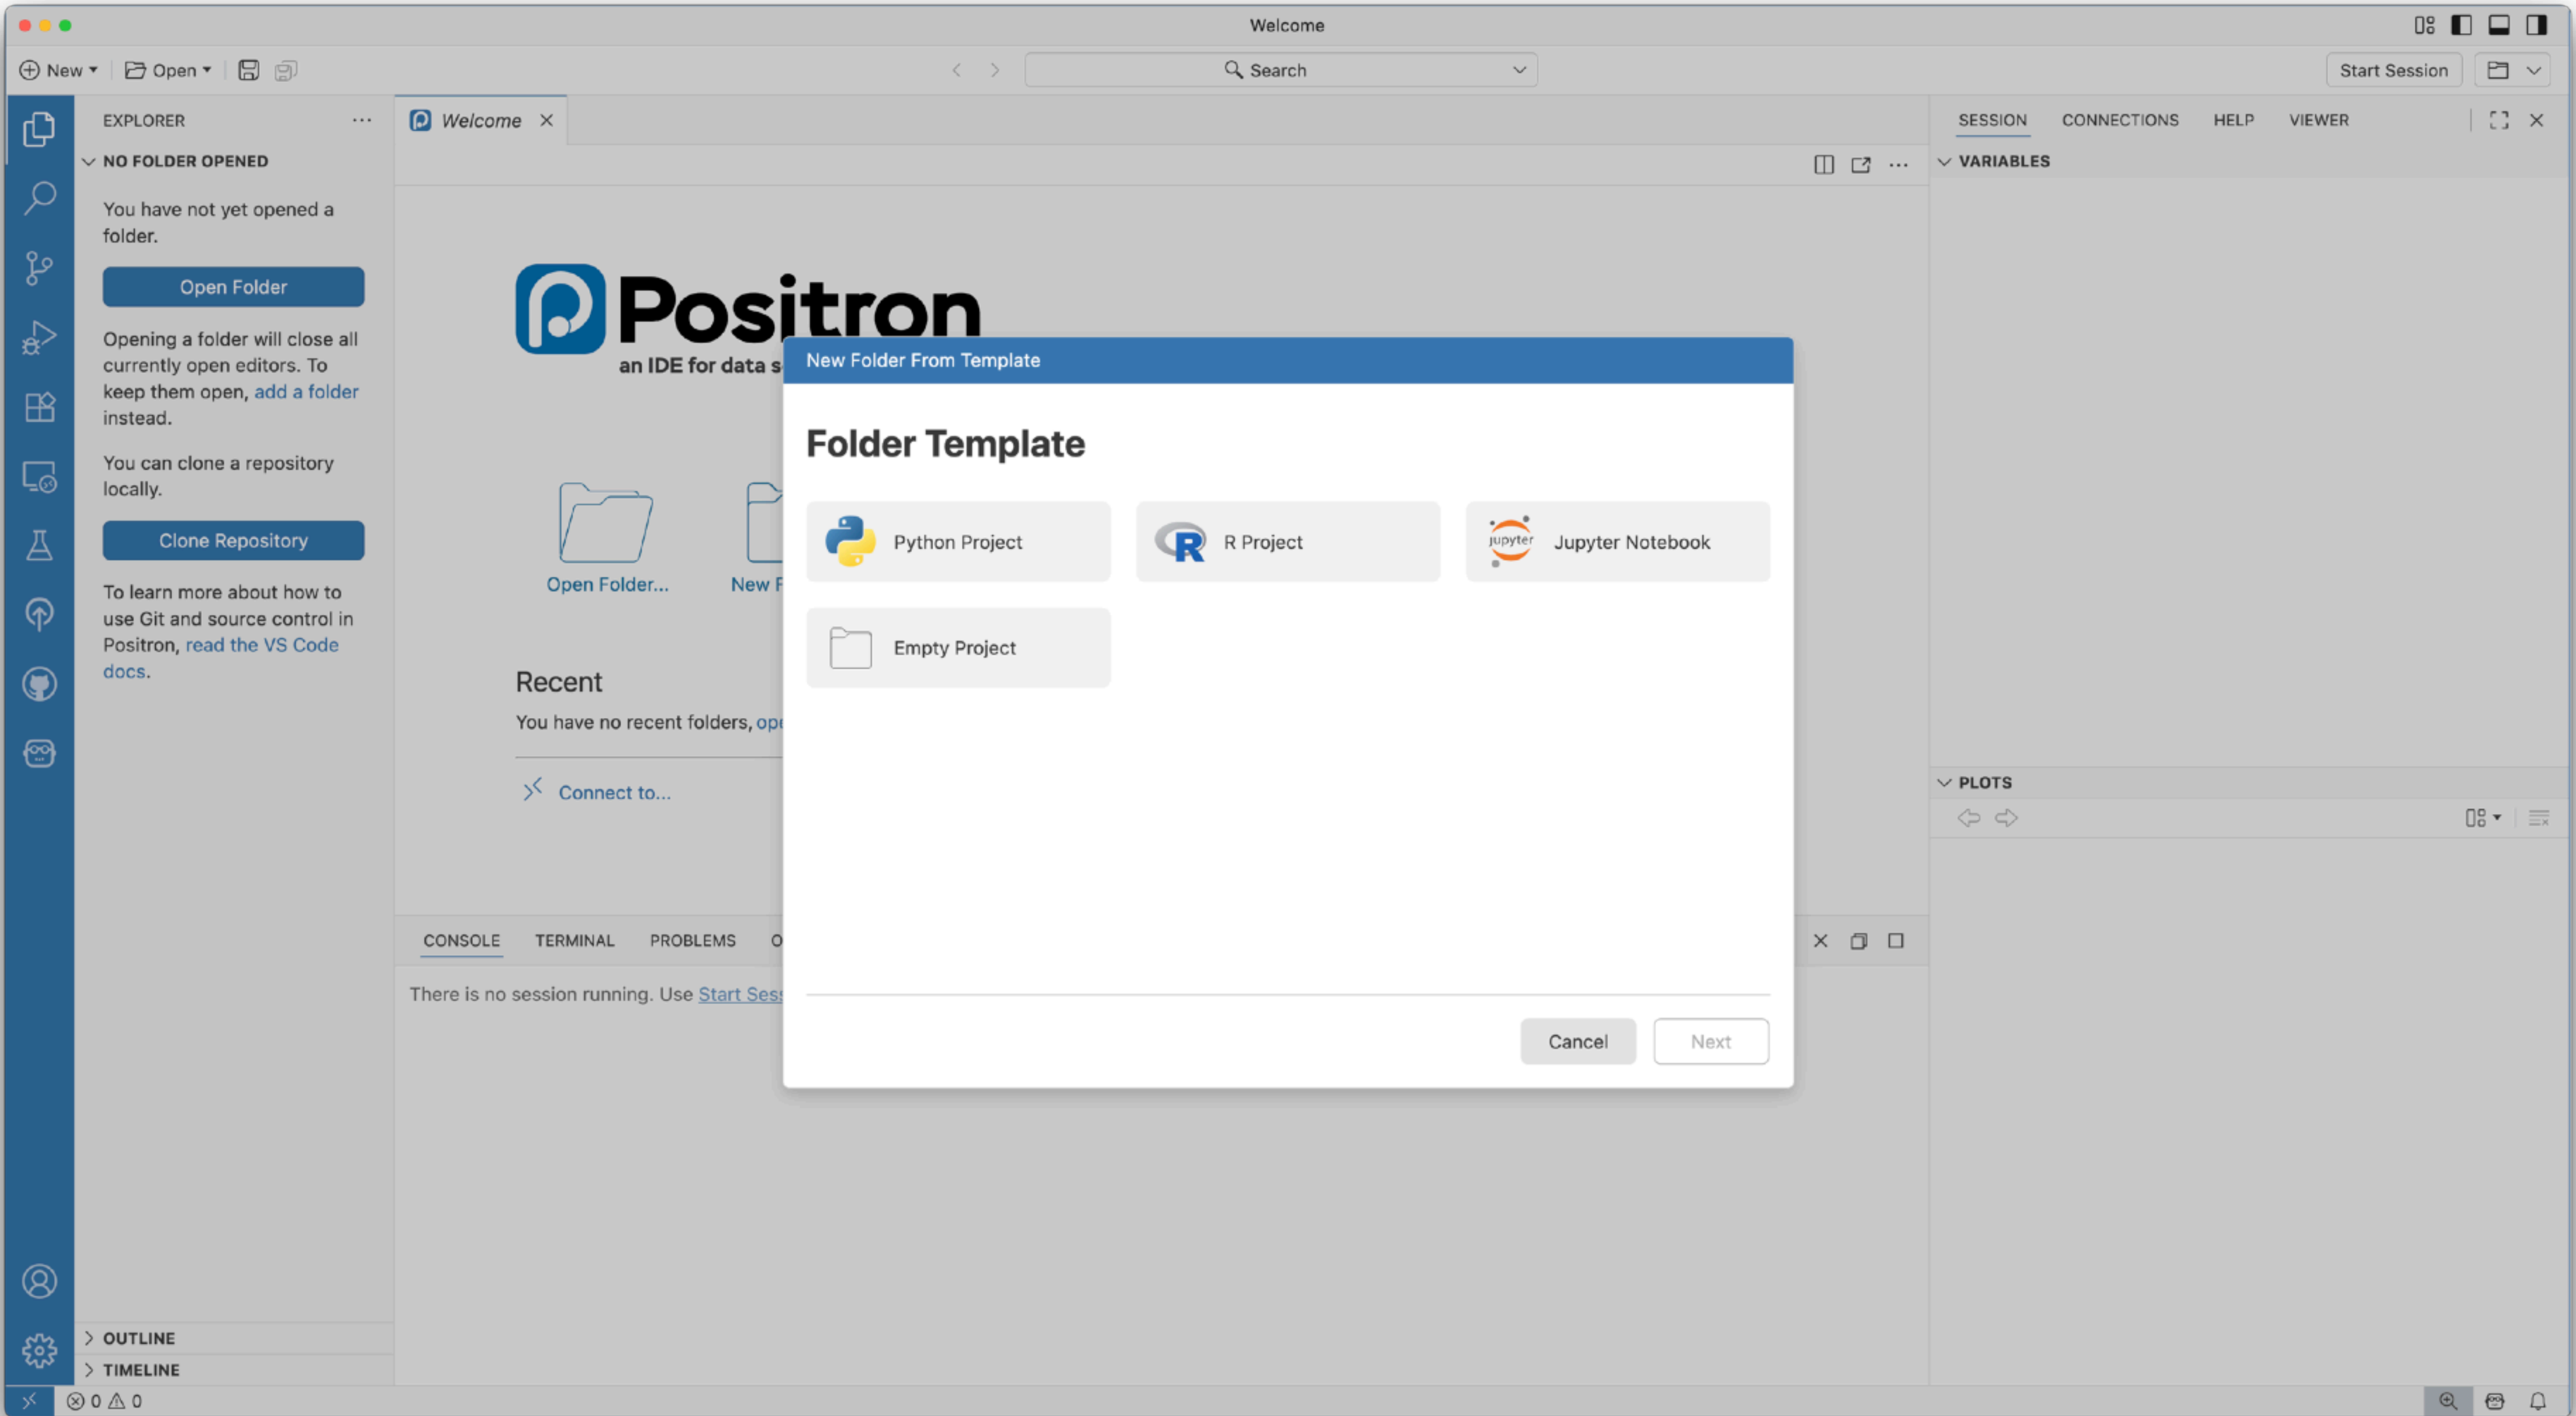 Welcome
New
Open
Search
Start Session
EXPLORER
NO FOLDER OPENED
You have not yet opened a
folder.
Open Folder
Opening a folder will close all
currently open editors. To
keep them open, add a folder
instead.
You can clone a repository
locally.
Clone Repository
To learn more about how to
use Git and source control in
Positron, read the VS Code
docs.
OUTLINE
TIMELINE
Welcome
Positron
an IDE for data
Open Folder...
New
Recent
You have no recent folders,
Connect to...
New Folder From Template
Folder Template
Python Project
R Project
jupyter
Jupyter Notebook
Empty Project
Cancel
Next
CONSOLE
TERMINAL
PROBLEMS
There is no session running. Use Start
SESSION
CONNECTIONS
HELP
VIEWER
VARIABLES
PLOTS
0
0